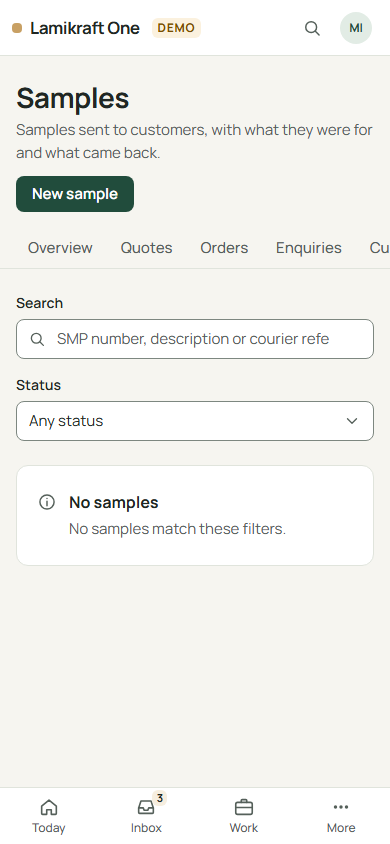 Lamikraft One DEMO MI
Samples
Samples sent to customers, with what they were for
and what came back.
New sample
Overview Quotes Orders Enquiries Cu
Search
SMP number, description or courier refe
Status
Any status
No samples
No samples match these filters.
3
Today Inbox Work More